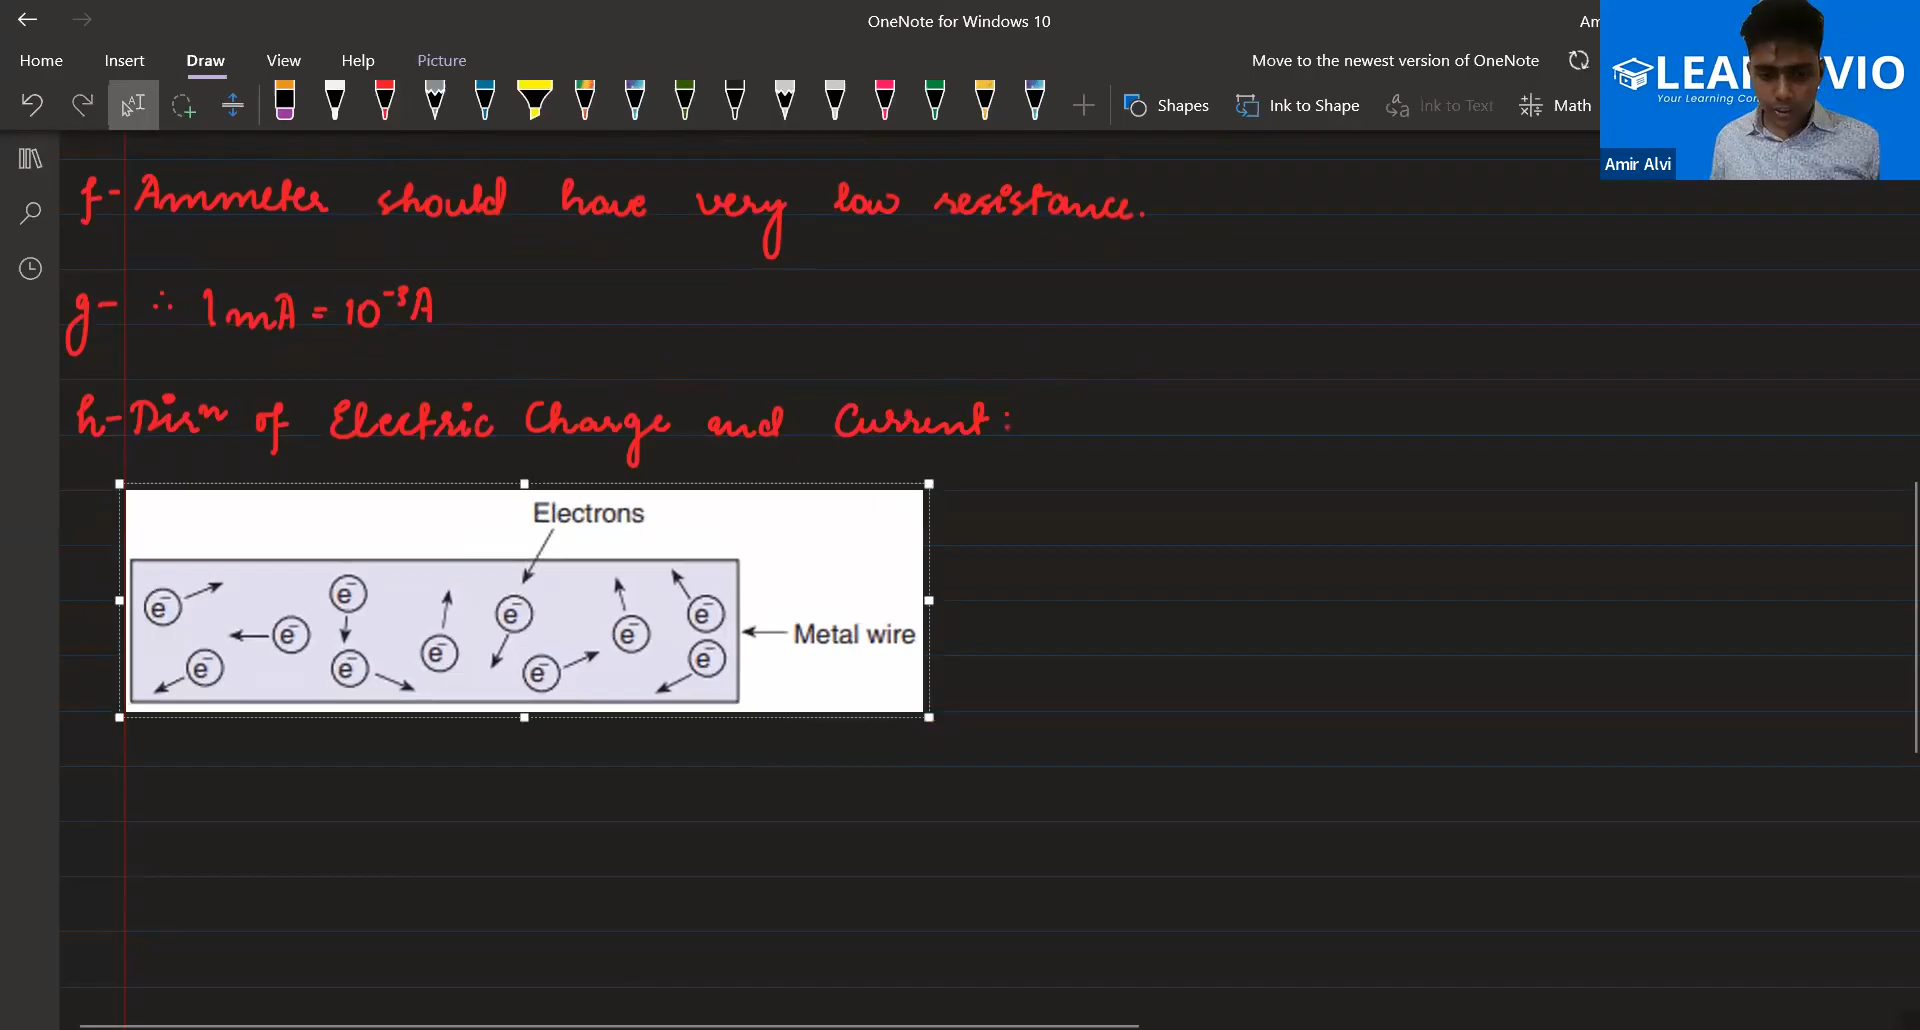 OneNote for Windows 10
Am
Home Insert Draw View Help Picture
Move to the newest version of OneNote
Shapes Ink to Shape Ink to Text Math
Your Learning Co
Amir Alvi
f- Ammeter should have very low resistance.
g- ∴ 1mA = 10⁻³A
h- Dirⁿ of Electric Charge and Current:
Electrons
e⁻ e⁻ e⁻ e⁻ e⁻ e⁻ e⁻ e⁻ e⁻ e⁻ e⁻
Metal wire